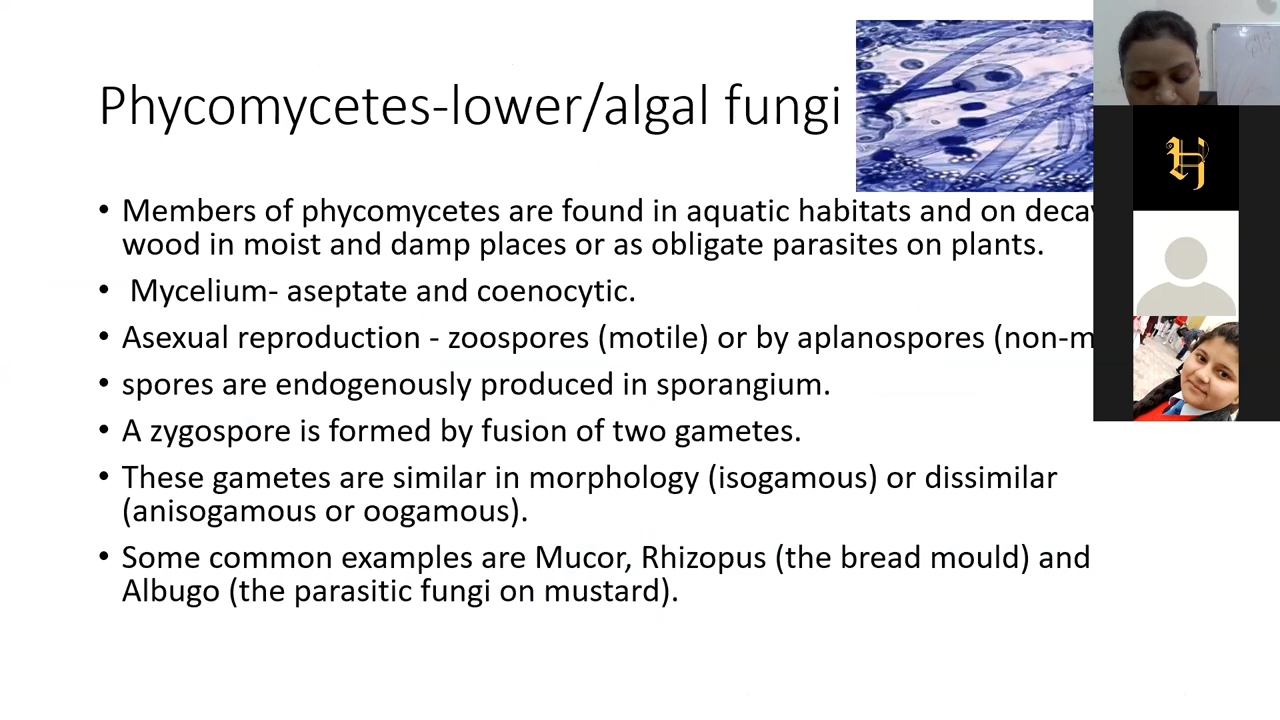 Phycomycetes-lower/algal fungi
• Members of phycomycetes are found in aquatic habitats and on
wood in moist and damp places or as obligate parasites on plants.
• Mycelium- aseptate and coenocytic.
• Asexual reproduction - zoospores (motile) or by aplanospores
• spores are endogenously produced in sporangium.
• A zygospore is formed by fusion of two gametes.
• These gametes are similar in morphology (isogamous) or dissimilar
(anisogamous or oogamous).
• Some common examples are Mucor, Rhizopus (the bread mould) and
Albugo (the parasitic fungi on mustard).